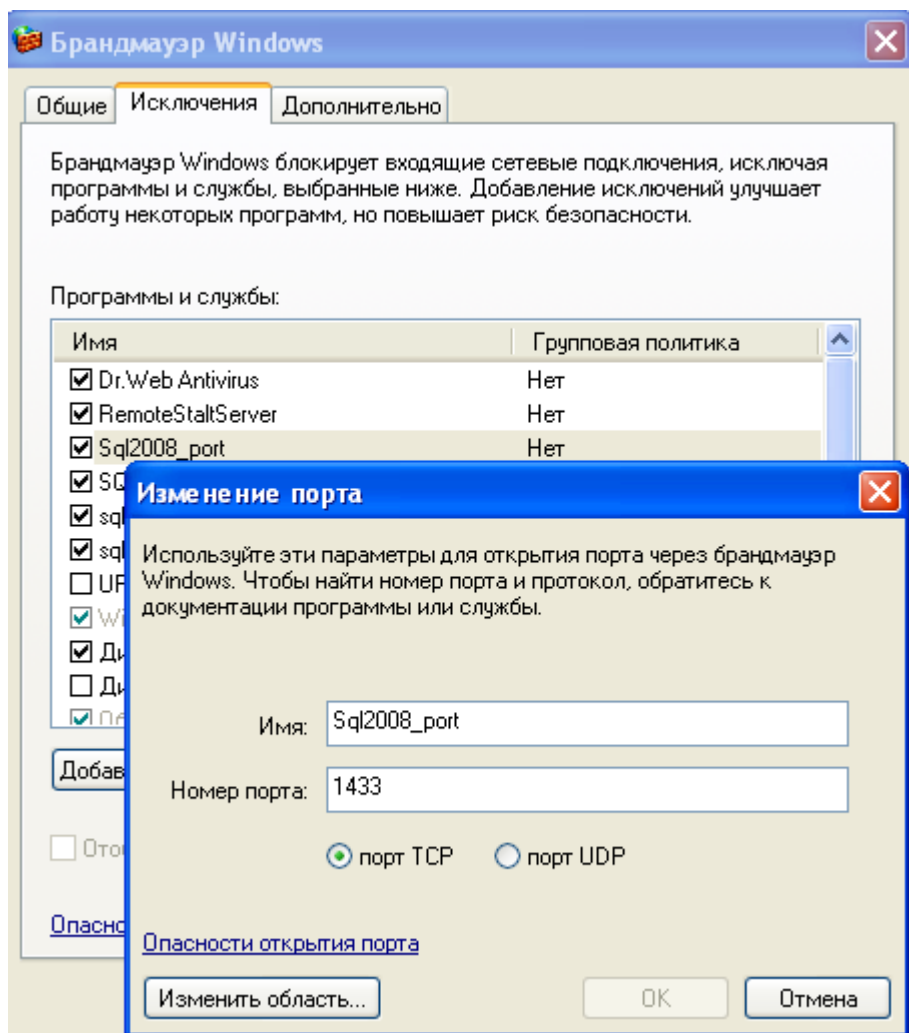 Брандмауэр Windows
Общие Исключения Дополнительно
Брандмауэр Windows блокирует входящие сетевые подключения, исключая
программы и службы, выбранные ниже. Добавление исключений улучшает
работу некоторых программ, но повышает риск безопасности.
Программы и службы:
Имя Групповая политика
Dr.Web Antivirus Нет
RemoteStaltServer Нет
Sql2008_port Нет
Изменение порта
Используйте эти параметры для открытия порта через брандмауэр
Windows. Чтобы найти номер порта и протокол, обратитесь к
документации программы или службы.
Имя: Sql2008_port
Номер порта: 1433
порт TCP порт UDP
Опасности открытия порта
Изменить область... OK Отмена